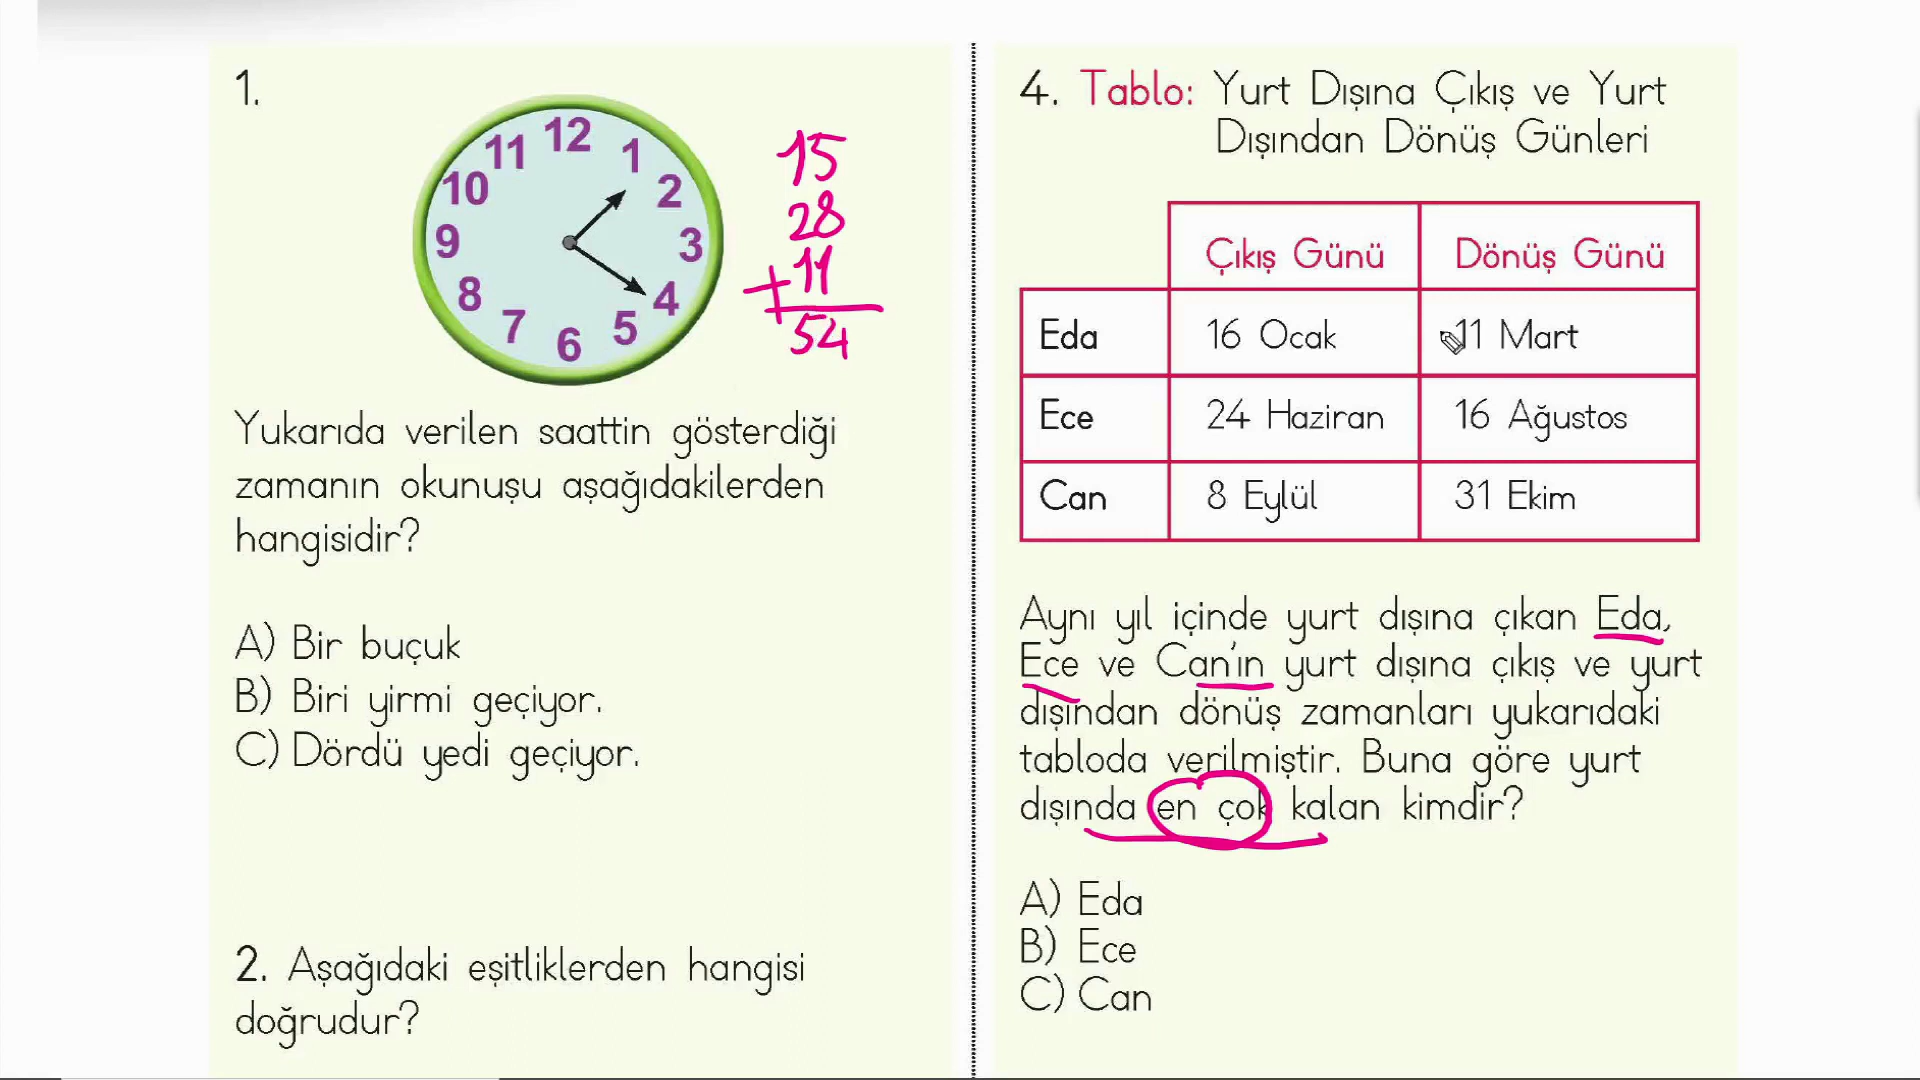 1.
12
11
1
10
2
9
3
8
4
7
5
6
15
28
+ 11
54
Yukarıda verilen saattin gösterdiği
zamanın okunuşu aşağıdakilerden
hangisidir?
A) Bir buçuk
B) Biri yirmi geçiyor.
C) Dördü yedi geçiyor.
2. Aşağıdaki eşitliklerden hangisi
doğrudur?
4. Tablo: Yurt Dışına Çıkış ve Yurt
Dışından Dönüş Günleri
Çıkış Günü Dönüş Günü
Eda 16 Ocak 11 Mart
Ece 24 Haziran 16 Ağustos
Can 8 Eylül 31 Ekim
Aynı yıl içinde yurt dışına çıkan Eda,
Ece ve Can'ın yurt dışına çıkış ve yurt
dışından dönüş zamanları yukarıdaki
tabloda verilmiştir. Buna göre yurt
dışında en çok kalan kimdir?
A) Eda
B) Ece
C) Can